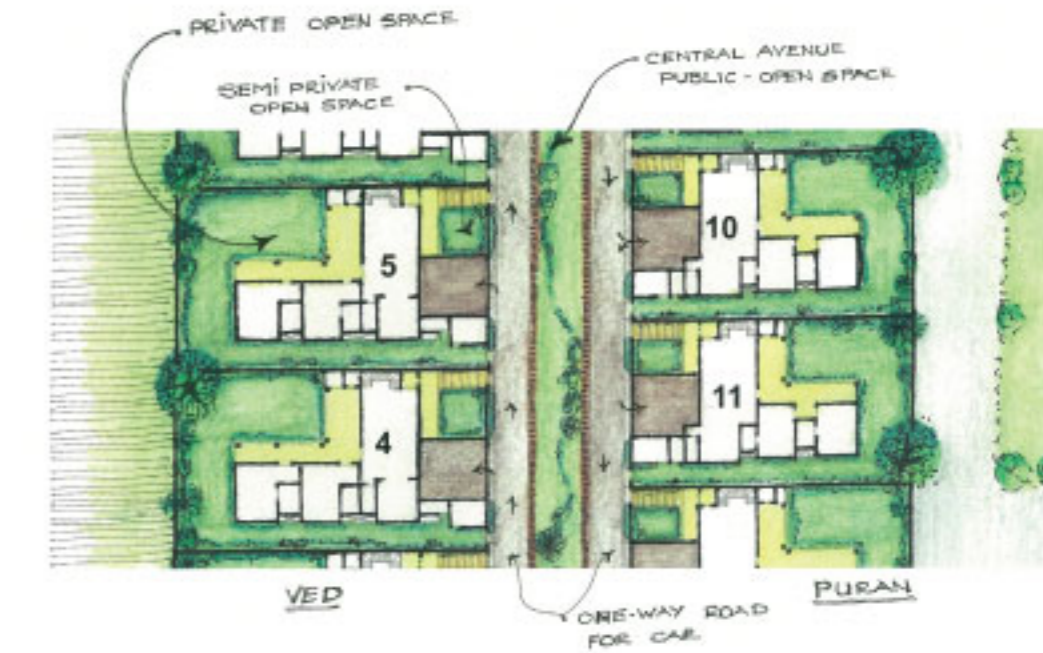 PRIVATE OPEN SPACE
SEMI PRIVATE
OPEN SPACE
CENTRAL AVENUE
PUBLIC - OPEN SPACE
5
10
4
11
VED
PURAN
ONE-WAY ROAD
FOR CAR